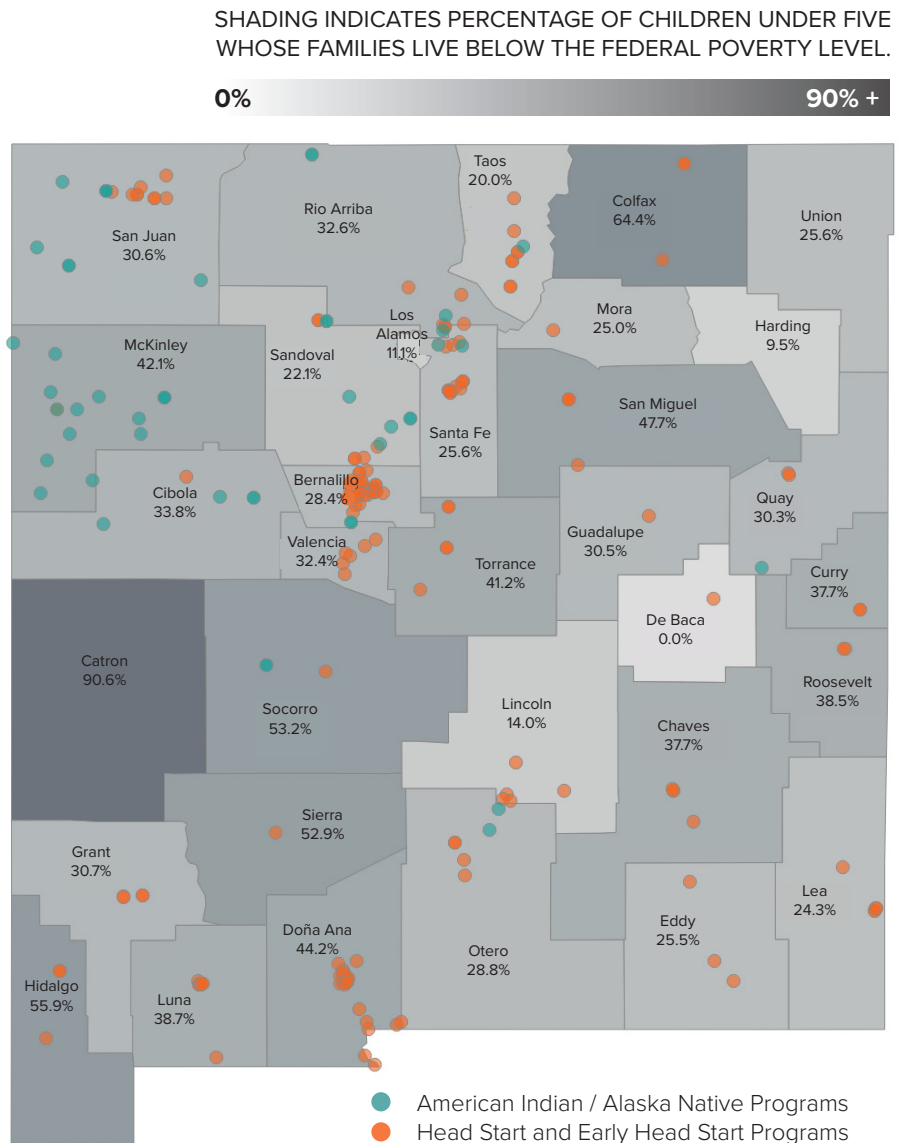 SHADING INDICATES PERCENTAGE OF CHILDREN UNDER FIVE
WHOSE FAMILIES LIVE BELOW THE FEDERAL POVERTY LEVEL.
0%
90% +
Taos
20.0%
Colfax
64.4%
Rio Arriba
32.6%
Union
25.6%
San Juan
30.6%
Mora
25.0%
Los
Alamos
11.1%
Harding
9.5%
McKinley
42.1%
Sandoval
22.1%
San Miguel
47.7%
Santa Fe
25.6%
Bernalillo
28.4%
Cibola
33.8%
Quay
30.3%
Guadalupe
30.5%
Valencia
32.4%
Torrance
41.2%
Curry
37.7%
De Baca
0.0%
Catron
90.6%
Roosevelt
38.5%
Socorro
53.2%
Lincoln
14.0%
Chaves
37.7%
Sierra
52.9%
Grant
30.7%
Lea
24.3%
Doña Ana
44.2%
Eddy
25.5%
Otero
28.8%
Hidalgo
55.9%
Luna
38.7%
American Indian / Alaska Native Programs
Head Start and Early Head Start Programs